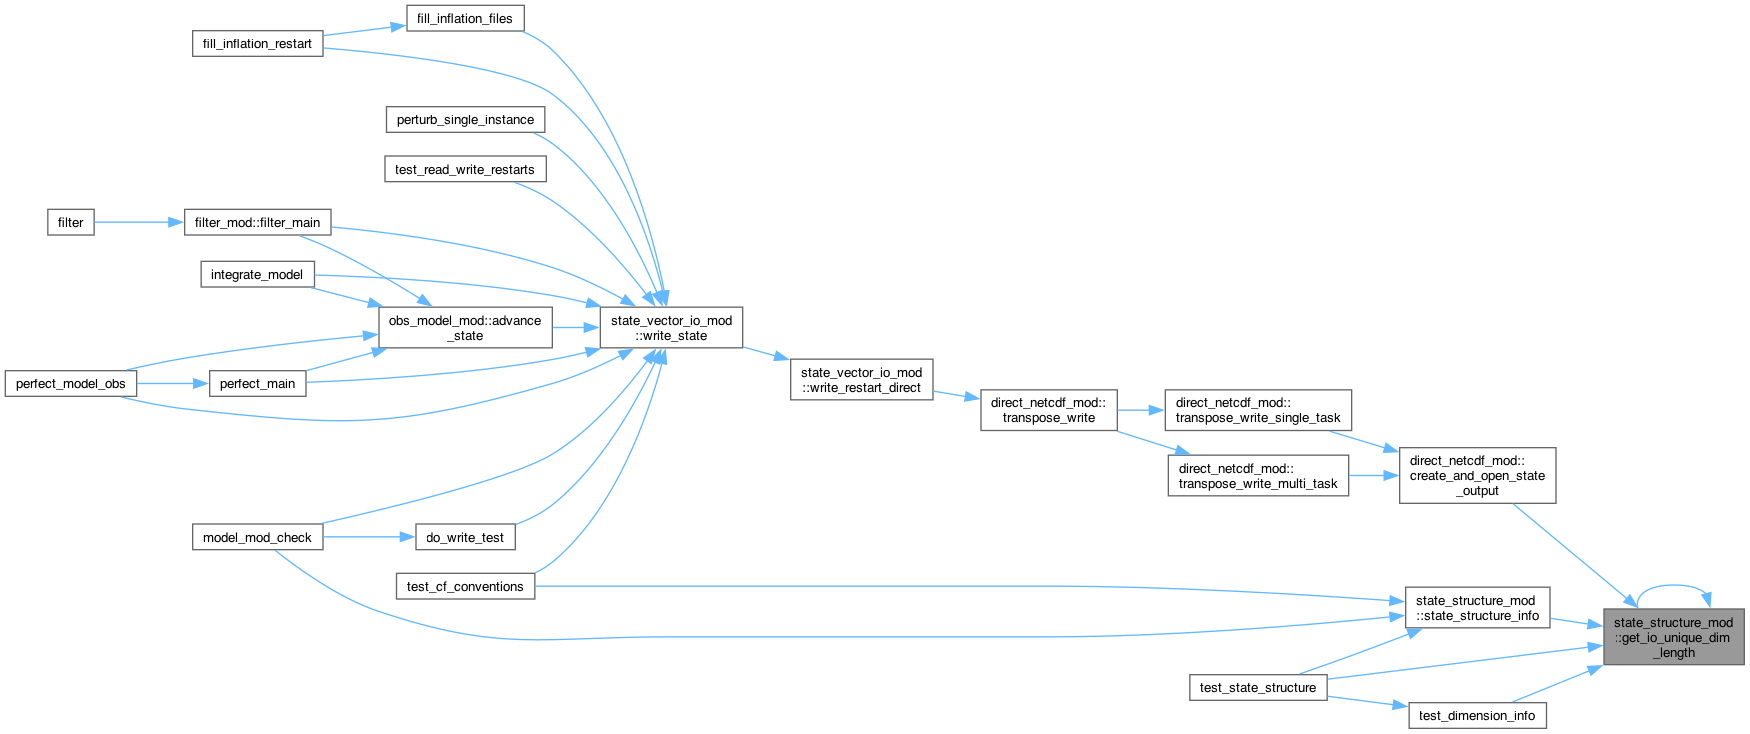 fill_inflation_files
fill_inflation_restart
perturb_single_instance
test_read_write_restarts
filter
filter_mod::filter_main
integrate_model
obs_model_mod::advance
_state
state_vector_io_mod
::write_state
perfect_model_obs
perfect_main
state_vector_io_mod
::write_restart_direct
direct_netcdf_mod::
transpose_write
direct_netcdf_mod::
transpose_write_single_task
direct_netcdf_mod::
transpose_write_multi_task
direct_netcdf_mod::
create_and_open_state
_output
model_mod_check
do_write_test
test_cf_conventions
state_structure_mod
::state_structure_info
state_structure_mod
::get_io_unique_dim
_length
test_state_structure
test_dimension_info